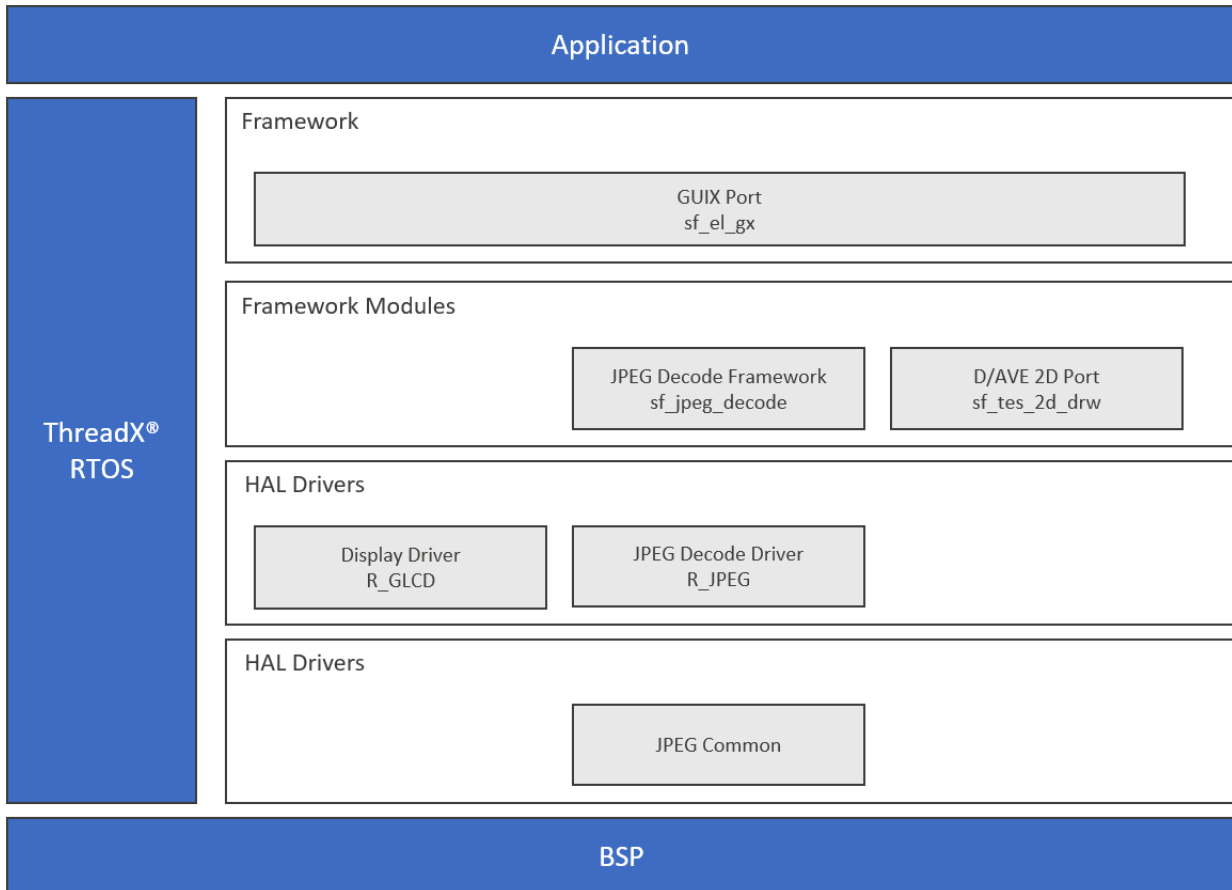 Application
ThreadX®
RTOS
Framework
GUIX Port
sf_el_gx
Framework Modules
JPEG Decode Framework
sf_jpeg_decode
D/AVE 2D Port
sf_tes_2d_drw
HAL Drivers
Display Driver
R_GLCD
JPEG Decode Driver
R_JPEG
HAL Drivers
JPEG Common
BSP